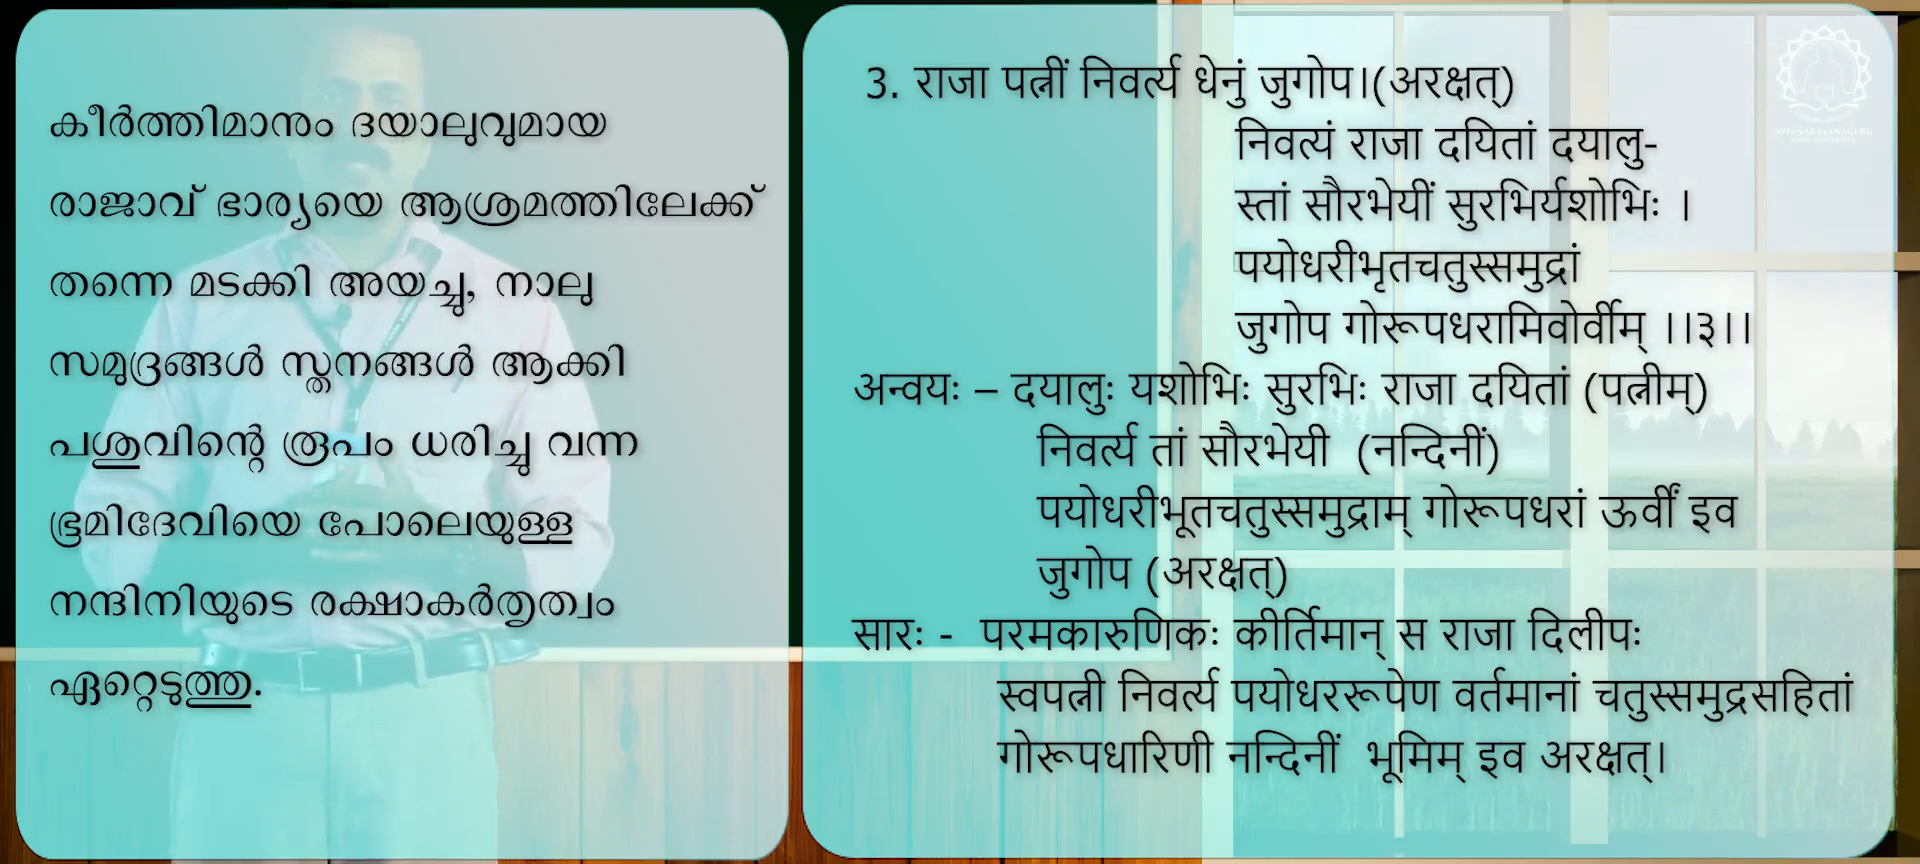 കീർത്തിമാനും ദയാലുവുമായ
രാജാവ് ഭാര്യയെ ആശ്രമത്തിലേക്ക്
തന്നെ മടക്കി അയച്ചു, നാലു
സമുദ്രങ്ങൾ സ്തനങ്ങൾ ആക്കി
പശുവിന്റെ രൂപം ധരിച്ചു വന്ന
ഭൂമിദേവിയെ പോലെയുള്ള
നന്ദിനിയുടെ രക്ഷാകർതൃത്വം
ഏറ്റെടുത്തു.
3. राजा पत्नीं निवर्त्य धेनुं जुगोप।(अरक्षत्)
निवत्यं राजा दयितां दयालु-
स्तां सौरभेयीं सुरभिर्यशोभिः ।
पयोधरीभृतचतुस्समुद्रां
जुगोप गोरूपधरामिवोर्वीम् ।।३।।
अन्वयः – दयालुः यशोभिः सुरभिः राजा दयितां (पत्नीम्)
निवर्त्य तां सौरभेयी (नन्दिनीं)
पयोधरीभूतचतुस्समुद्राम् गोरूपधरां ऊर्वीं इव
जुगोप (अरक्षत्)
सारः - परमकारुणिकः कीर्तिमान् स राजा दिलीपः
स्वपत्नी निवर्त्य पयोधररूपेण वर्तमानां चतुस्समुद्रसहितां
गोरूपधारिणी नन्दिनीं भूमिम् इव अरक्षत्।